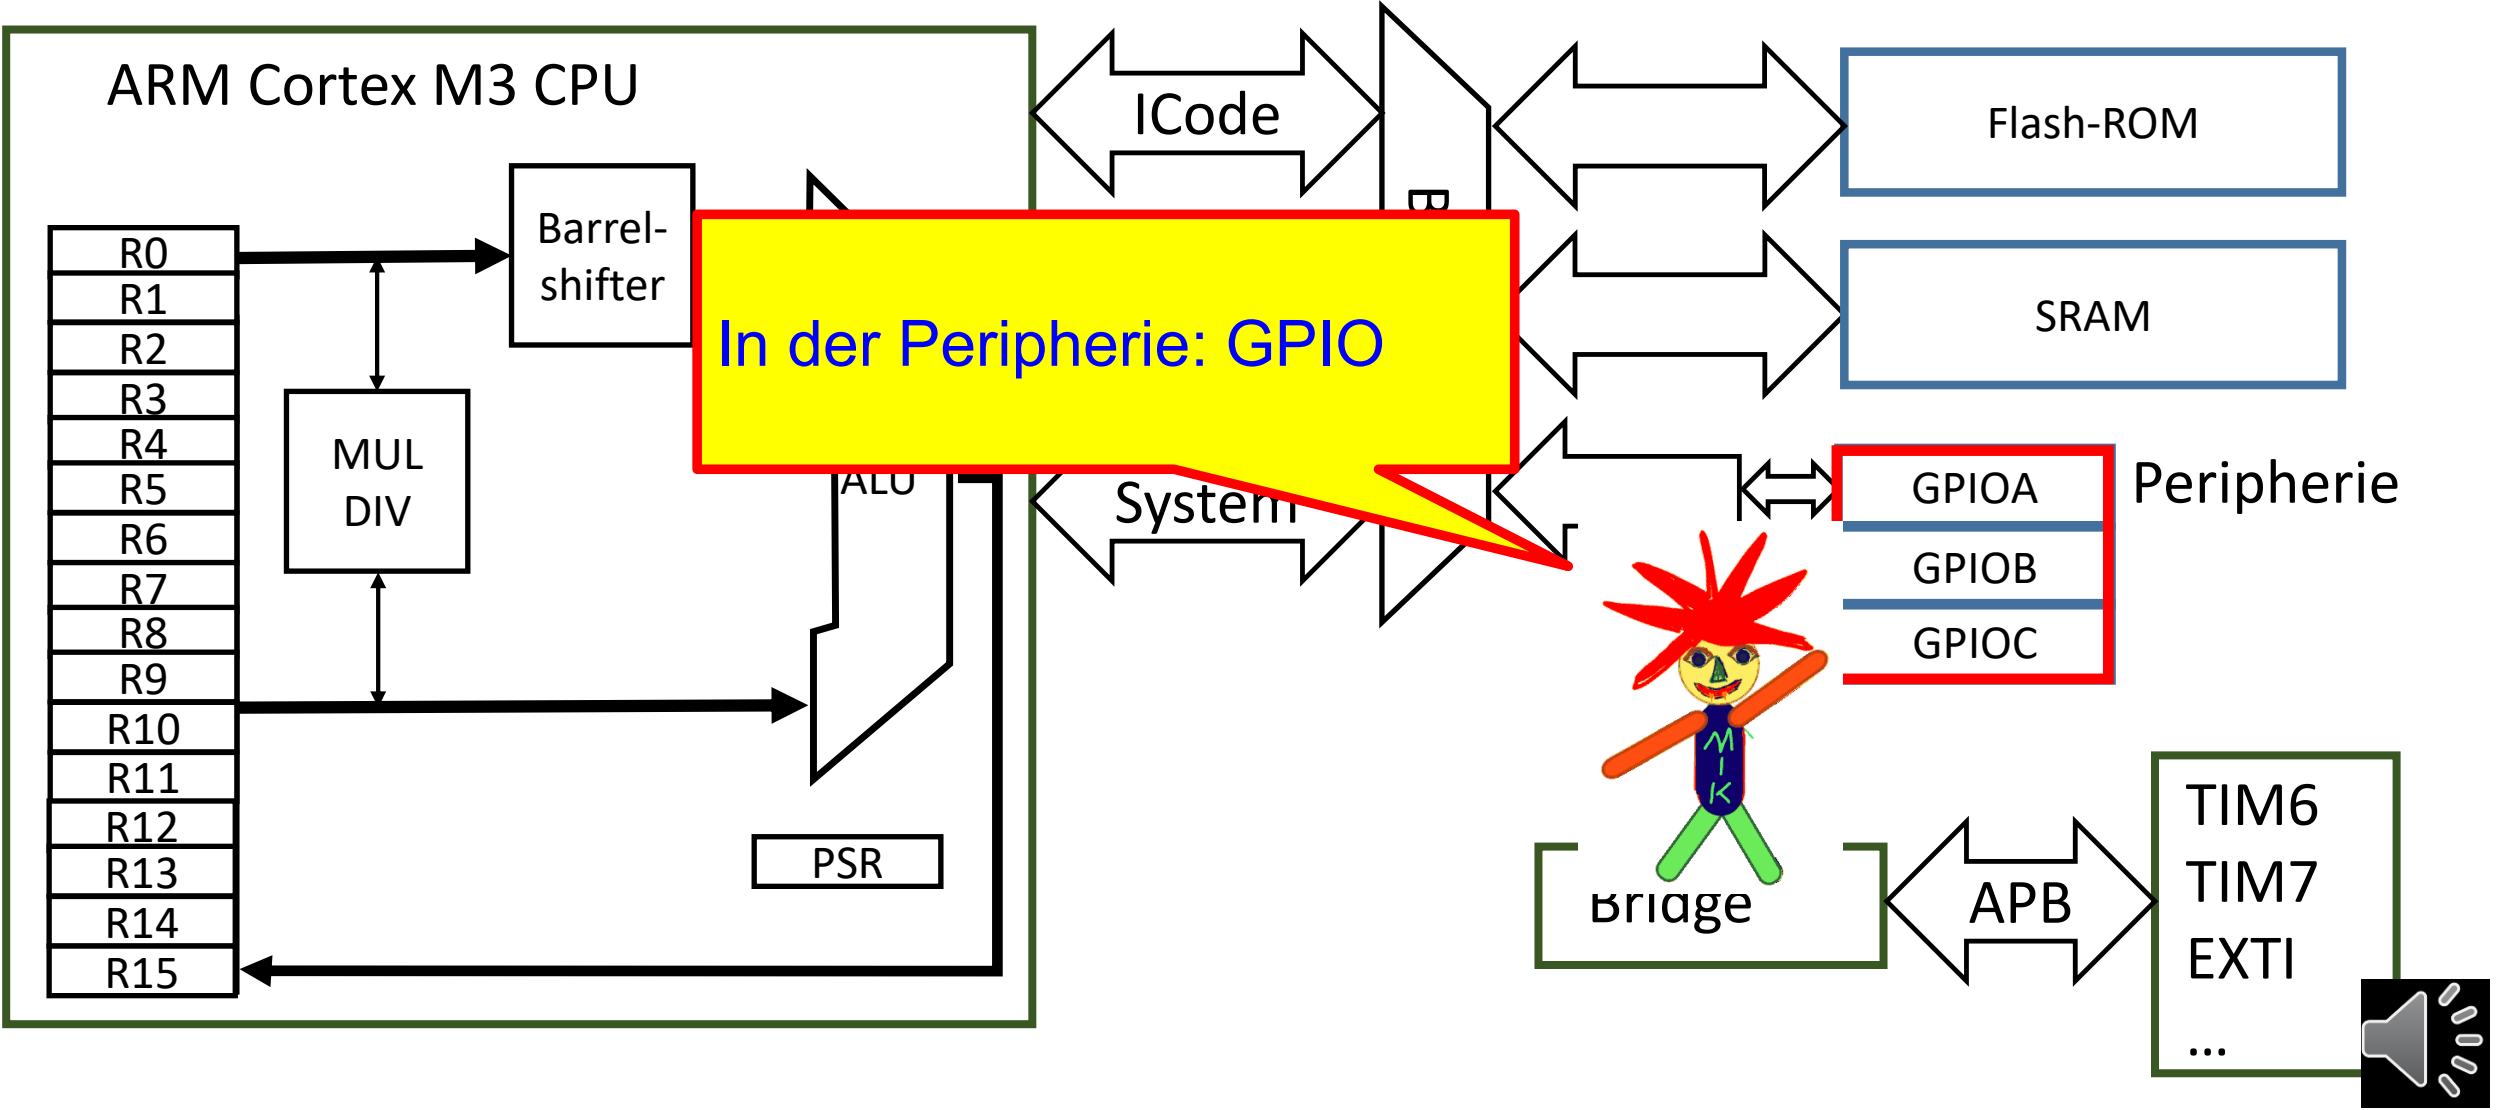 ARM Cortex M3 CPU
R0
R1
R2
R3
R4
R5
R6
R7
R8
R9
R10
R11
R12
R13
R14
R15
MUL
DIV
Barrel-
shifter
ALU
PSR
In der Peripherie: GPIO
ICode
System
B
Flash-ROM
SRAM
GPIOA
GPIOB
GPIOC
Peripherie
MIK
Bridge
APB
TIM6
TIM7
EXTI
...